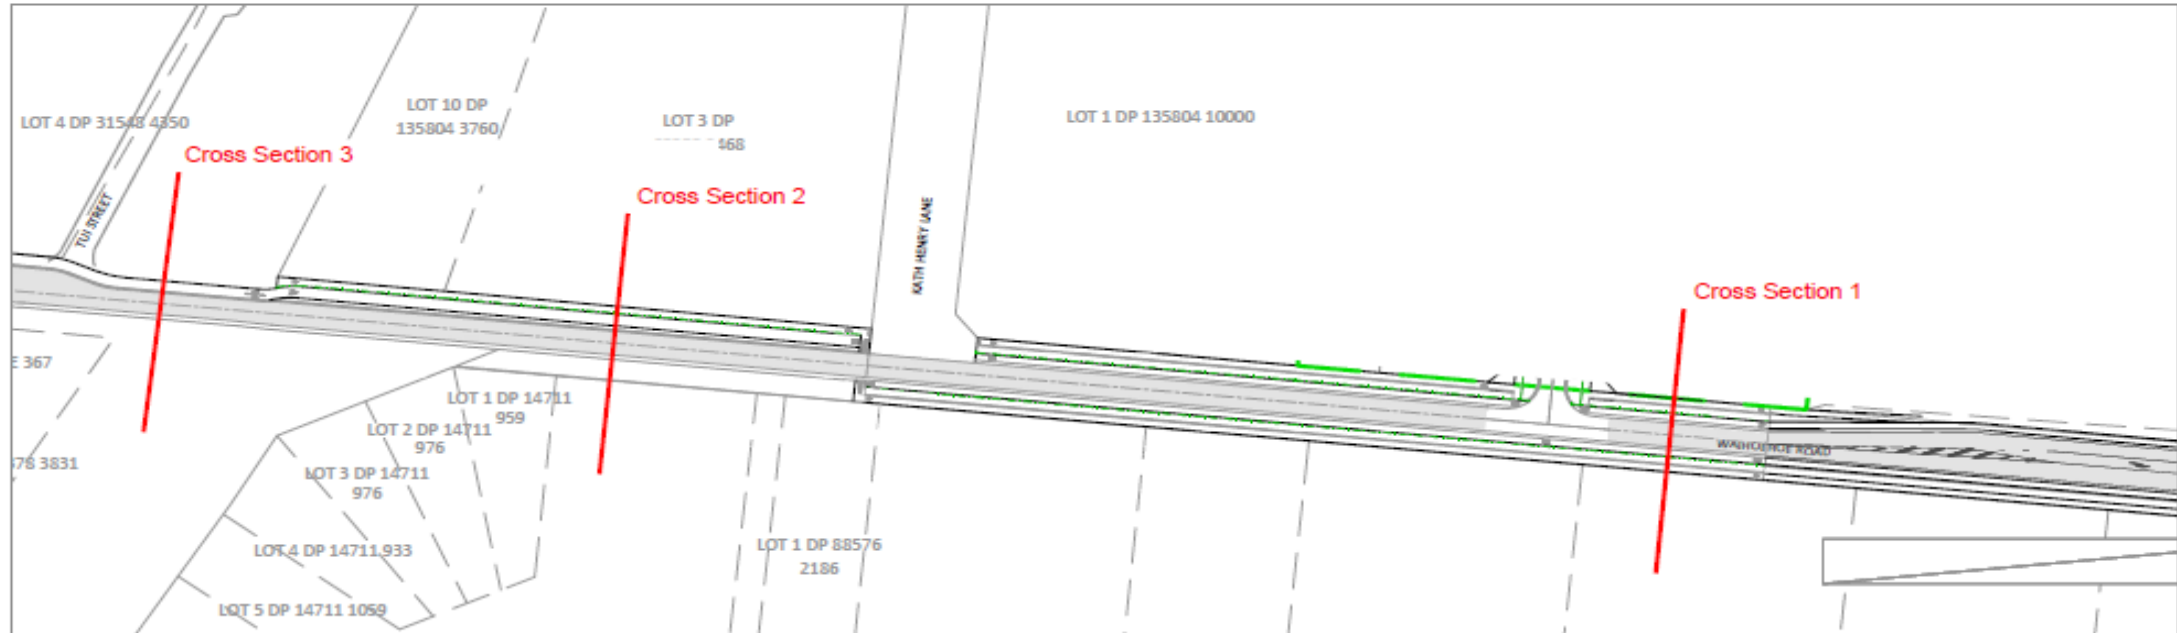 LOT 10 DP
135804 3760
LOT 3 DP
468
LOT 1 DP 135804 10000
LOT 4 DP 31548 4350
Cross Section 3
Cross Section 2
TUI STREET
KATH HENRY LANE
Cross Section 1
E 367
LOT 1 DP 14711
959
LOT 2 DP 14711
976
LOT 3 DP 14711
976
378 3831
WAIHOEHOE ROAD
LOT 4 DP 14711 933
LOT 1 DP 88576
2186
LOT 5 DP 14711 1059